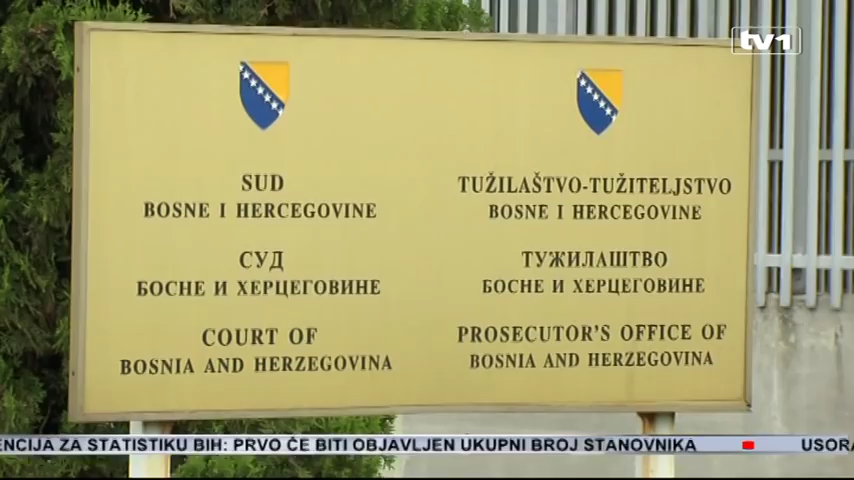 tv1
SUD
BOSNE I HERCEGOVINE
СУД
БОСНЕ И ХЕРЦЕГОВИНЕ
COURT OF
BOSNIA AND HERZEGOVINA
TUŽILAŠTVO-TUŽITELJSTVO
BOSNE I HERCEGOVINE
ТУЖИЛАШТВО
БОСНЕ И ХЕРЦЕГОВИНЕ
PROSECUTOR'S OFFICE OF
BOSNIA AND HERZEGOVINA
ENCIJA ZA STATISTIKU BIH: PRVO ĆE BITI OBJAVLJEN UKUPNI BROJ STANOVNIKA USORA